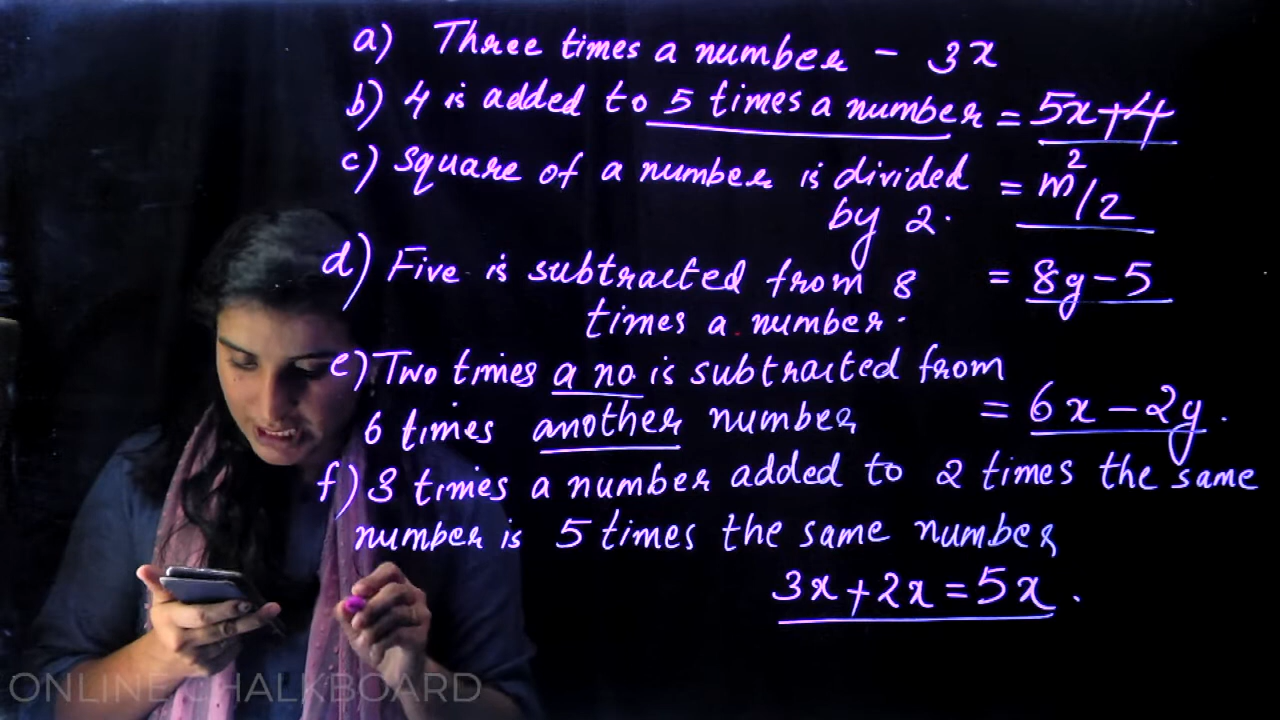 a) Three times a number - 3x
b) 4 is added to 5 times a number = 5x+4
c) Square of a number is divided by 2. = m²/2
d) Five is subtracted from 8 times a number. = 8y-5
e) Two times a no is subtracted from
6 times another number = 6x-2y.
f) 3 times a number added to 2 times the same
number is 5 times the same number
3x+2x=5x.
ONLINE CHALKBOARD